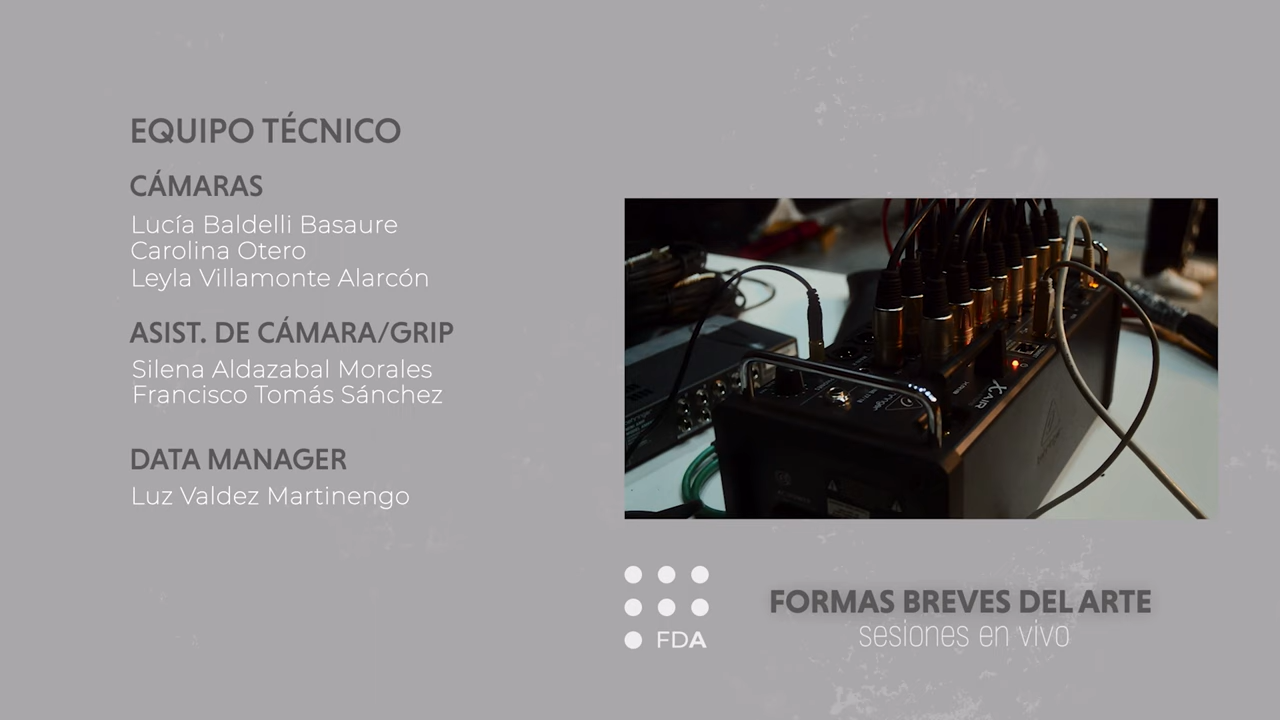 EQUIPO TÉCNICO
CÁMARAS
Lucía Baldelli Basaure
Carolina Otero
Leyla Villamonte Alarcón
ASIST. DE CÁMARA/GRIP
Silena Aldazabal Morales
Francisco Tomás Sánchez
DATA MANAGER
Luz Valdez Martinengo
X AIR
FDA
FORMAS BREVES DEL ARTE
sesiones en vivo